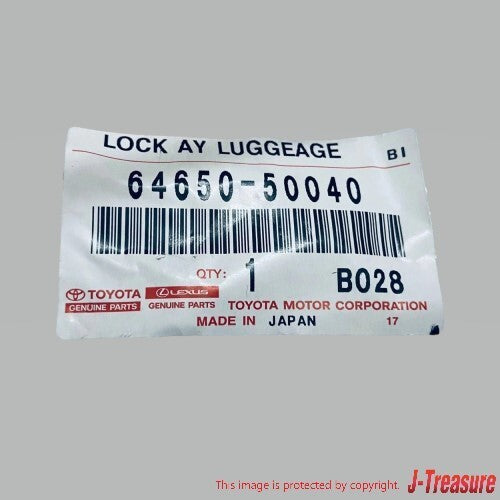 LOCK AY LUGGEAGE BI
64650-50040
QTY: 1 B028
TOYOTA LEXUS
GENUINE PARTS GENUINE PARTS TOYOTA MOTOR CORPORATION
MADE IN JAPAN 17
This image is protected by copyright. J-Treasure